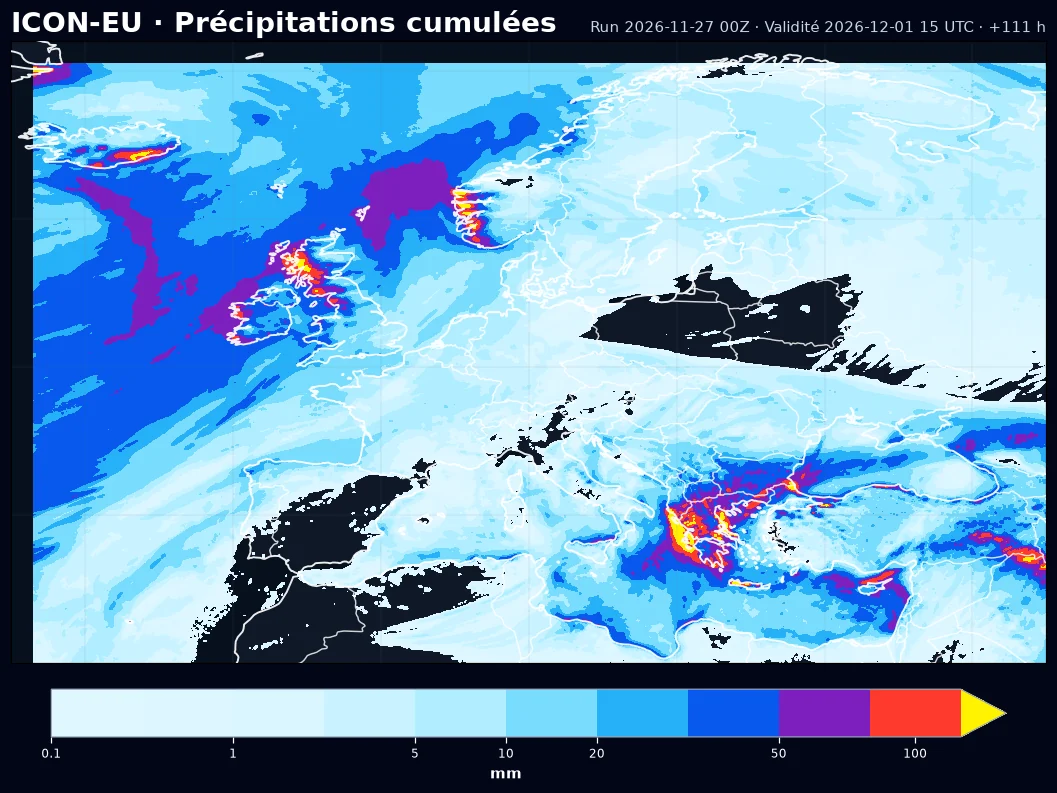 ICON-EU · Précipitations cumulées
Run 2026-11-27 00Z · Validité 2026-12-01 15 UTC · +111 h
0.1 1 5 10 20 50 100
mm